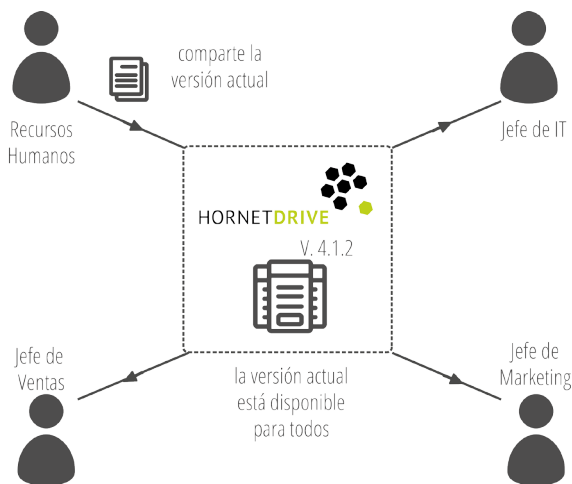 comparte la
versión actual
Recursos
Humanos
Jefe de IT
HORNETDRIVE
V. 4.1.2
Jefe de
Ventas
la versión actual
está disponible
para todos
Jefe de
Marketing